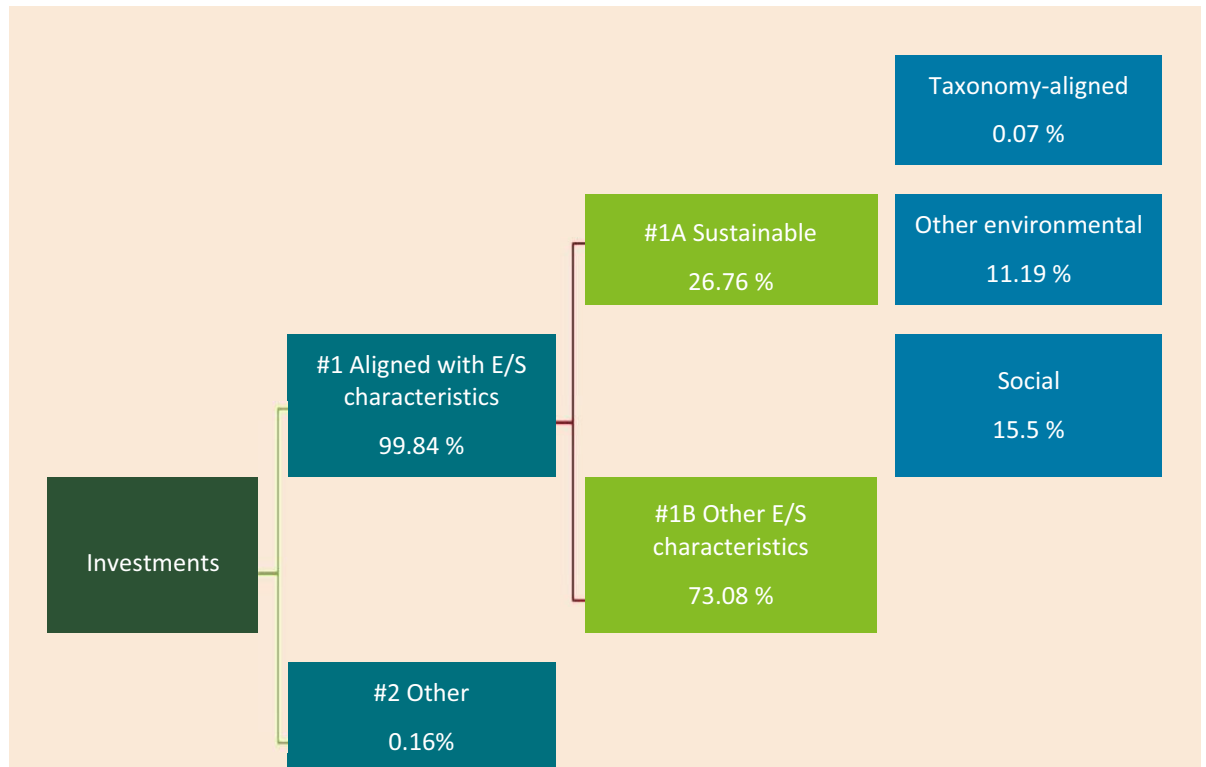 Taxonomy-aligned
0.07 %
#1A Sustainable
26.76 %
Other environmental
11.19 %
#1 Aligned with E/S
characteristics
99.84 %
Social
15.5 %
Investments
#1B Other E/S
characteristics
73.08 %
#2 Other
0.16%